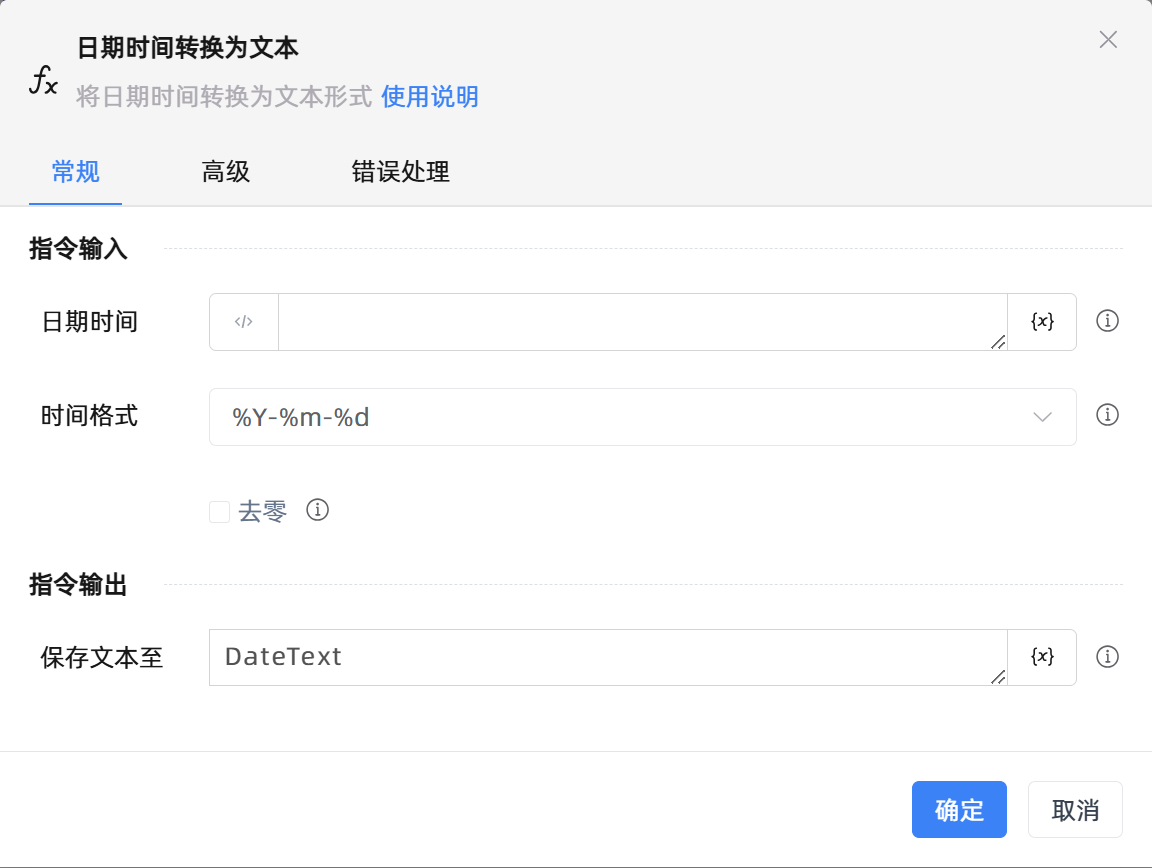 日期时间转换为文本
fx 将日期时间转换为文本形式 使用说明
常规 高级 错误处理
指令输入
日期时间 </> {x}
时间格式 %Y-%m-%d
去零
指令输出
保存文本至 DateText {x}
确定 取消